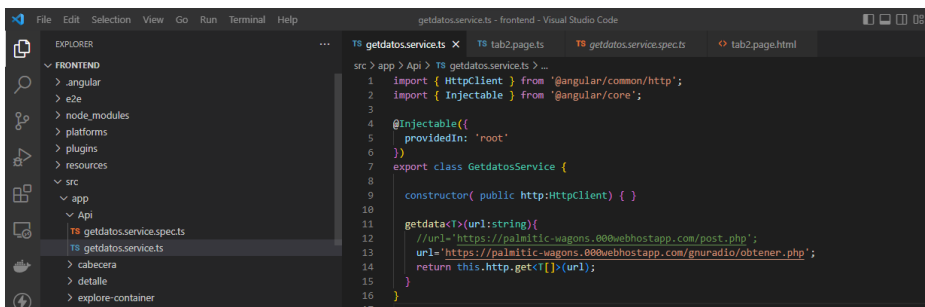 File Edit Selection View Go Run Terminal Help
getdatos.service.ts - frontend - Visual Studio Code
EXPLORER
FRONTEND
> .angular
> e2e
> node_modules
> platforms
> plugins
> resources
src
app
Api
TS getdatos.service.spec.ts
TS getdatos.service.ts
> cabecera
> detalle
> explore-container
TS getdatos.service.ts TS tab2.page.ts TS getdatos.service.spec.ts <> tab2.page.html
src > app > Api > TS getdatos.service.ts > ...
1 import { HttpClient } from '@angular/common/http';
2 import { Injectable } from '@angular/core';
3
4 @Injectable({
5 providedIn: 'root'
6 })
7 export class GetdatosService {
8
9 constructor( public http:HttpClient) { }
10
11 getdata<T>(url:string){
12 //url='https://palmitic-wagons.000webhostapp.com/post.php';
13 url='https://palmitic-wagons.000webhostapp.com/gnuradio/obtener.php';
14 return this.http.get<T[]>(url);
15 }
16 }